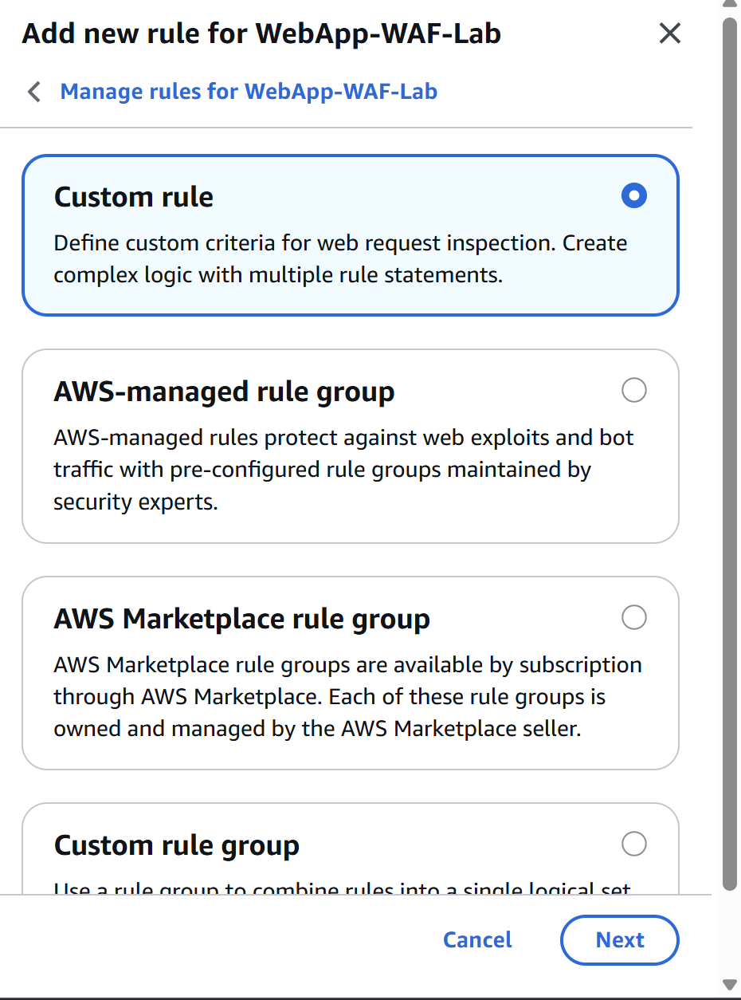 Add new rule for WebApp-WAF-Lab
Manage rules for WebApp-WAF-Lab
Custom rule
Define custom criteria for web request inspection. Create
complex logic with multiple rule statements.
AWS-managed rule group
AWS-managed rules protect against web exploits and bot
traffic with pre-configured rule groups maintained by
security experts.
AWS Marketplace rule group
AWS Marketplace rule groups are available by subscription
through AWS Marketplace. Each of these rule groups is
owned and managed by the AWS Marketplace seller.
Custom rule group
Use a rule group to combine rules into a single logical set.
Cancel
Next